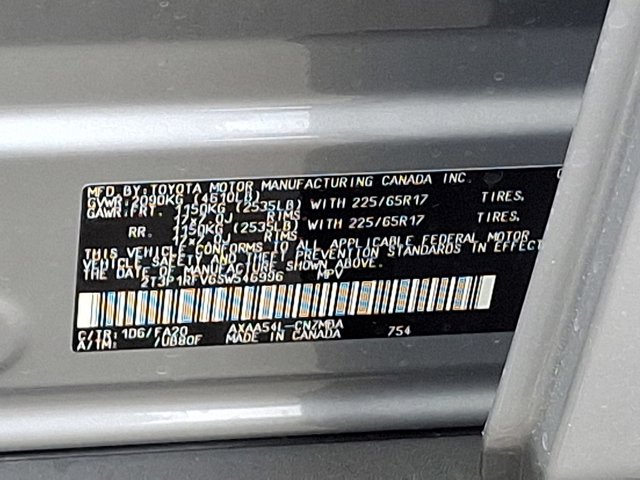 MFD. BY: TOYOTA MOTOR MANUFACTURING CANADA INC.
GVWR: 2090KG (4610LB)
GAWR: FRT. 1150KG (2535LB) WITH 225/65R17 TIRES.
17X7.0J RIMS
RR. 1150KG (2535LB) WITH 225/65R17 TIRES.
17X7.0J RIMS
THIS VEHICLE CONFORMS TO ALL APPLICABLE FEDERAL MOTOR
VEHICLE SAFETY AND THEFT PREVENTION STANDARDS IN EFFECT
THE DATE OF MANUFACTURE SHOWN ABOVE.
2T3P1RFV6SW546996 MPV
C/TR: 1D6/FA20 AXAA54L-CNZMBA 754
A/TM: /UB80F MADE IN CANADA